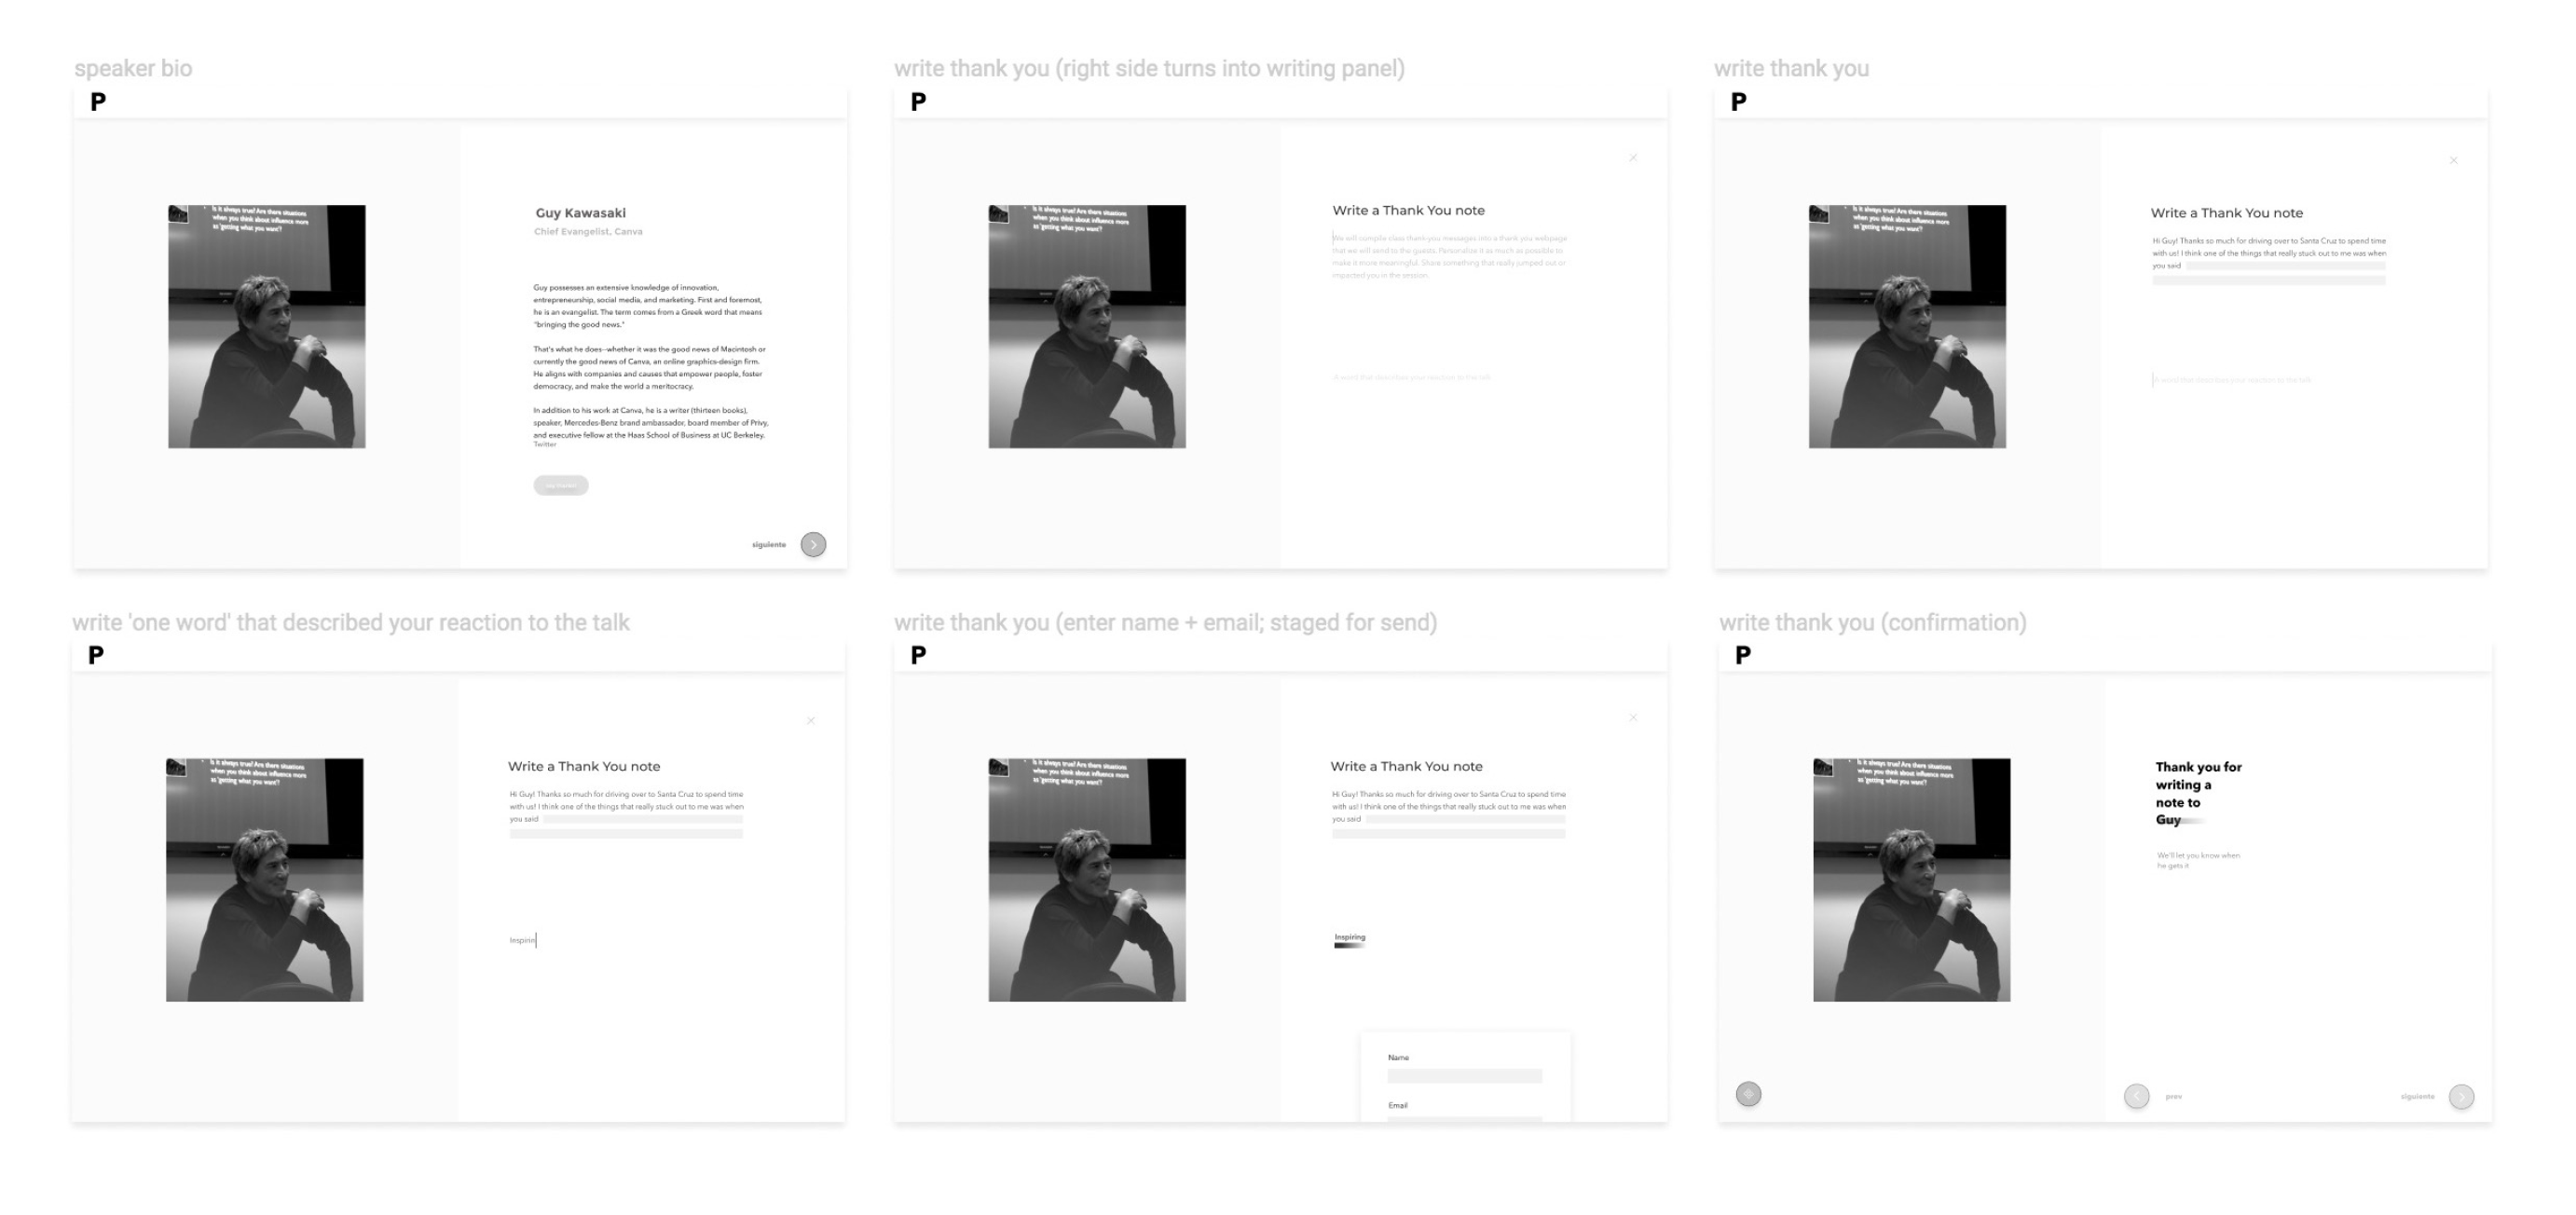 speaker bio
P
Is it always true? Are there situations
when you think about influence more
as 'getting what you want'?
Guy Kawasaki
Chief Evangelist, Canva
Guy possesses an extensive knowledge of innovation,
entrepreneurship, social media, and marketing. First and foremost,
he is an evangelist. The term comes from a Greek word that means
"bringing the good news."
That's what he does—whether it was the good news of Macintosh or
currently the good news of Canva, an online graphics-design firm.
He aligns with companies and causes that empower people, foster
democracy, and make the world a meritocracy.
In addition to his work at Canva, he is a writer (thirteen books),
speaker, Mercedes-Benz brand ambassador, board member of Privy,
and executive fellow at the Haas School of Business at UC Berkeley.
Twitter
siguiente
write thank you (right side turns into writing panel)
P
Is it always true? Are there situations
when you think about influence more
as 'getting what you want'?
Write a Thank You note
We will compile class thank-you messages into a thank you webpage
that we will send to the guests. Personalize it as much as possible to
make it more meaningful. Share something that really jumped out or
impacted you in the session.
A word that describes your reaction to the talk
write thank you
P
Is it always true? Are there situations
when you think about influence more
as 'getting what you want'?
Write a Thank You note
Hi Guy! Thanks so much for driving over to Santa Cruz to spend time
with us! I think one of the things that really stuck out to me was when
you said
A word that describes your reaction to the talk
write 'one word' that described your reaction to the talk
P
Is it always true? Are there situations
when you think about influence more
as 'getting what you want'?
Write a Thank You note
Hi Guy! Thanks so much for driving over to Santa Cruz to spend time
with us! I think one of the things that really stuck out to me was when
you said
Inspirin
write thank you (enter name + email; staged for send)
P
Is it always true? Are there situations
when you think about influence more
as 'getting what you want'?
Write a Thank You note
Hi Guy! Thanks so much for driving over to Santa Cruz to spend time
with us! I think one of the things that really stuck out to me was when
you said
Inspiring
Name
Email
write thank you (confirmation)
P
Is it always true? Are there situations
when you think about influence more
as 'getting what you want'?
Thank you for
writing a
note to
Guy
We'll let you know when
he gets it
prev
siguiente